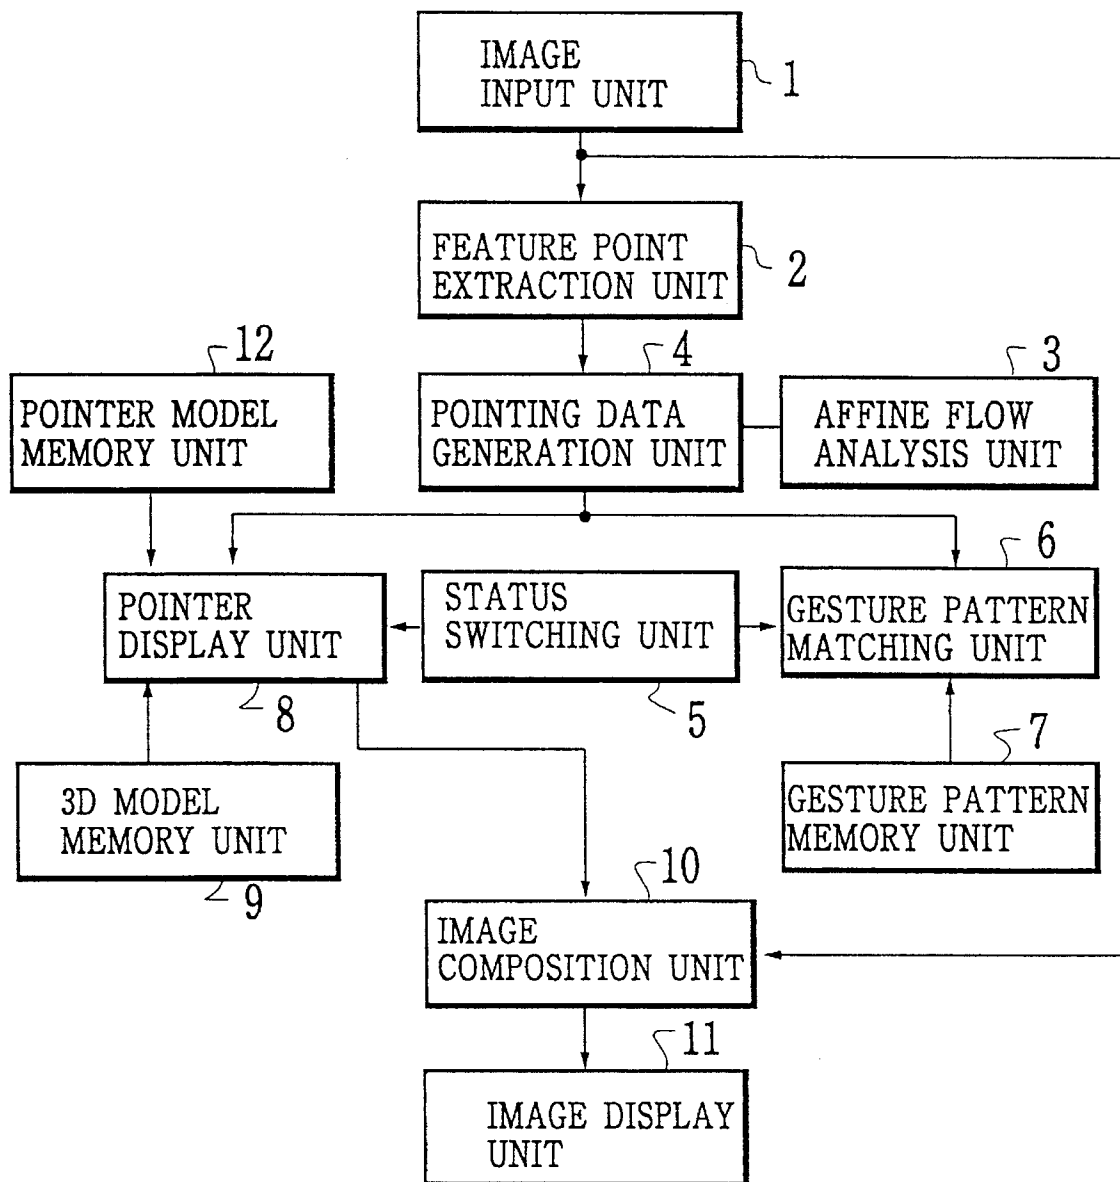 IMAGE
INPUT UNIT
1
FEATURE POINT
EXTRACTION UNIT
2
12
POINTER MODEL
MEMORY UNIT
4
POINTING DATA
GENERATION UNIT
3
AFFINE FLOW
ANALYSIS UNIT
POINTER
DISPLAY UNIT
8
STATUS
SWITCHING UNIT
5
6
GESTURE PATTERN
MATCHING UNIT
3D MODEL
MEMORY UNIT
9
7
GESTURE PATTERN
MEMORY UNIT
10
IMAGE
COMPOSITION UNIT
11
IMAGE DISPLAY
UNIT